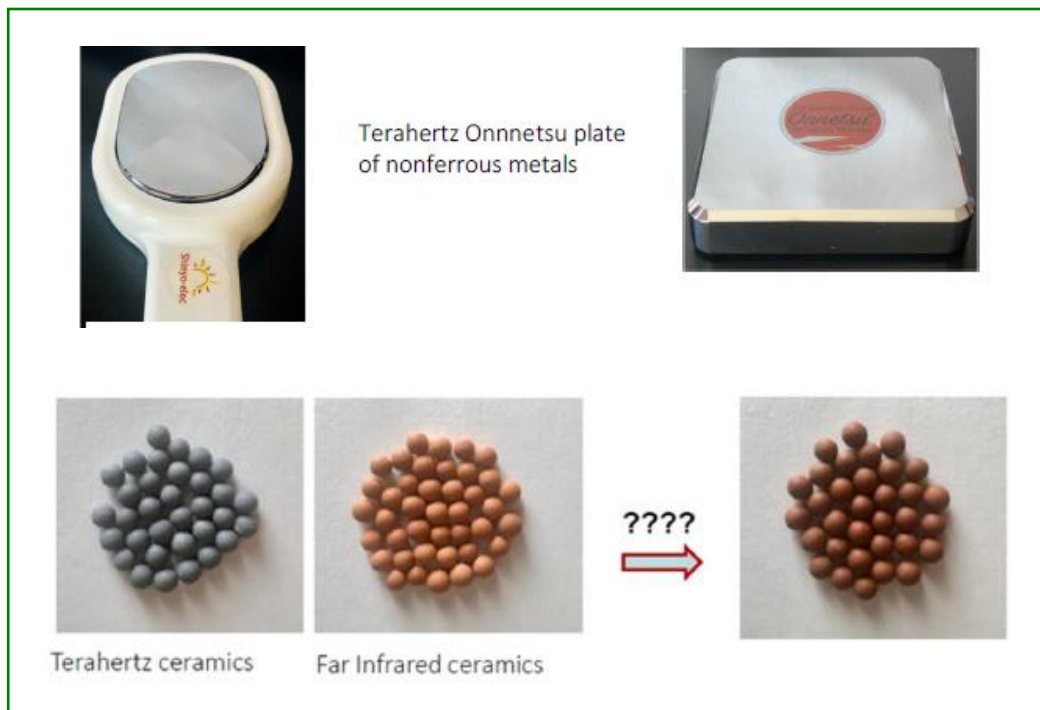 Terahertz Onnnetsu plate
of nonferrous metals
Onnetsu
Shinyo-elec
????
Terahertz ceramics
Far Infrared ceramics